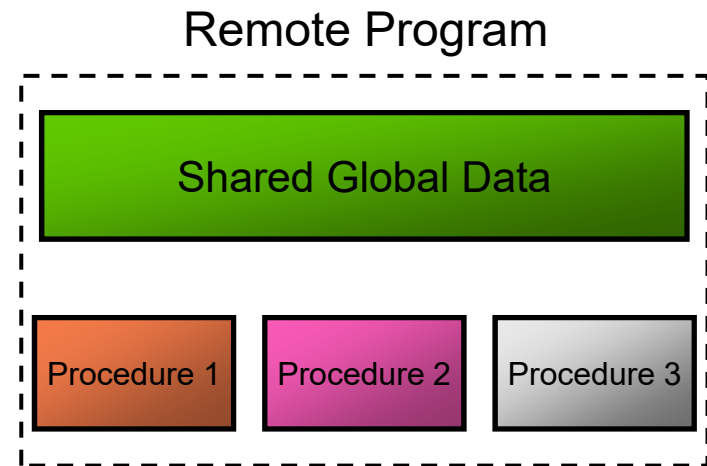 Remote Program
Shared Global Data
Procedure 1
Procedure 2
Procedure 3